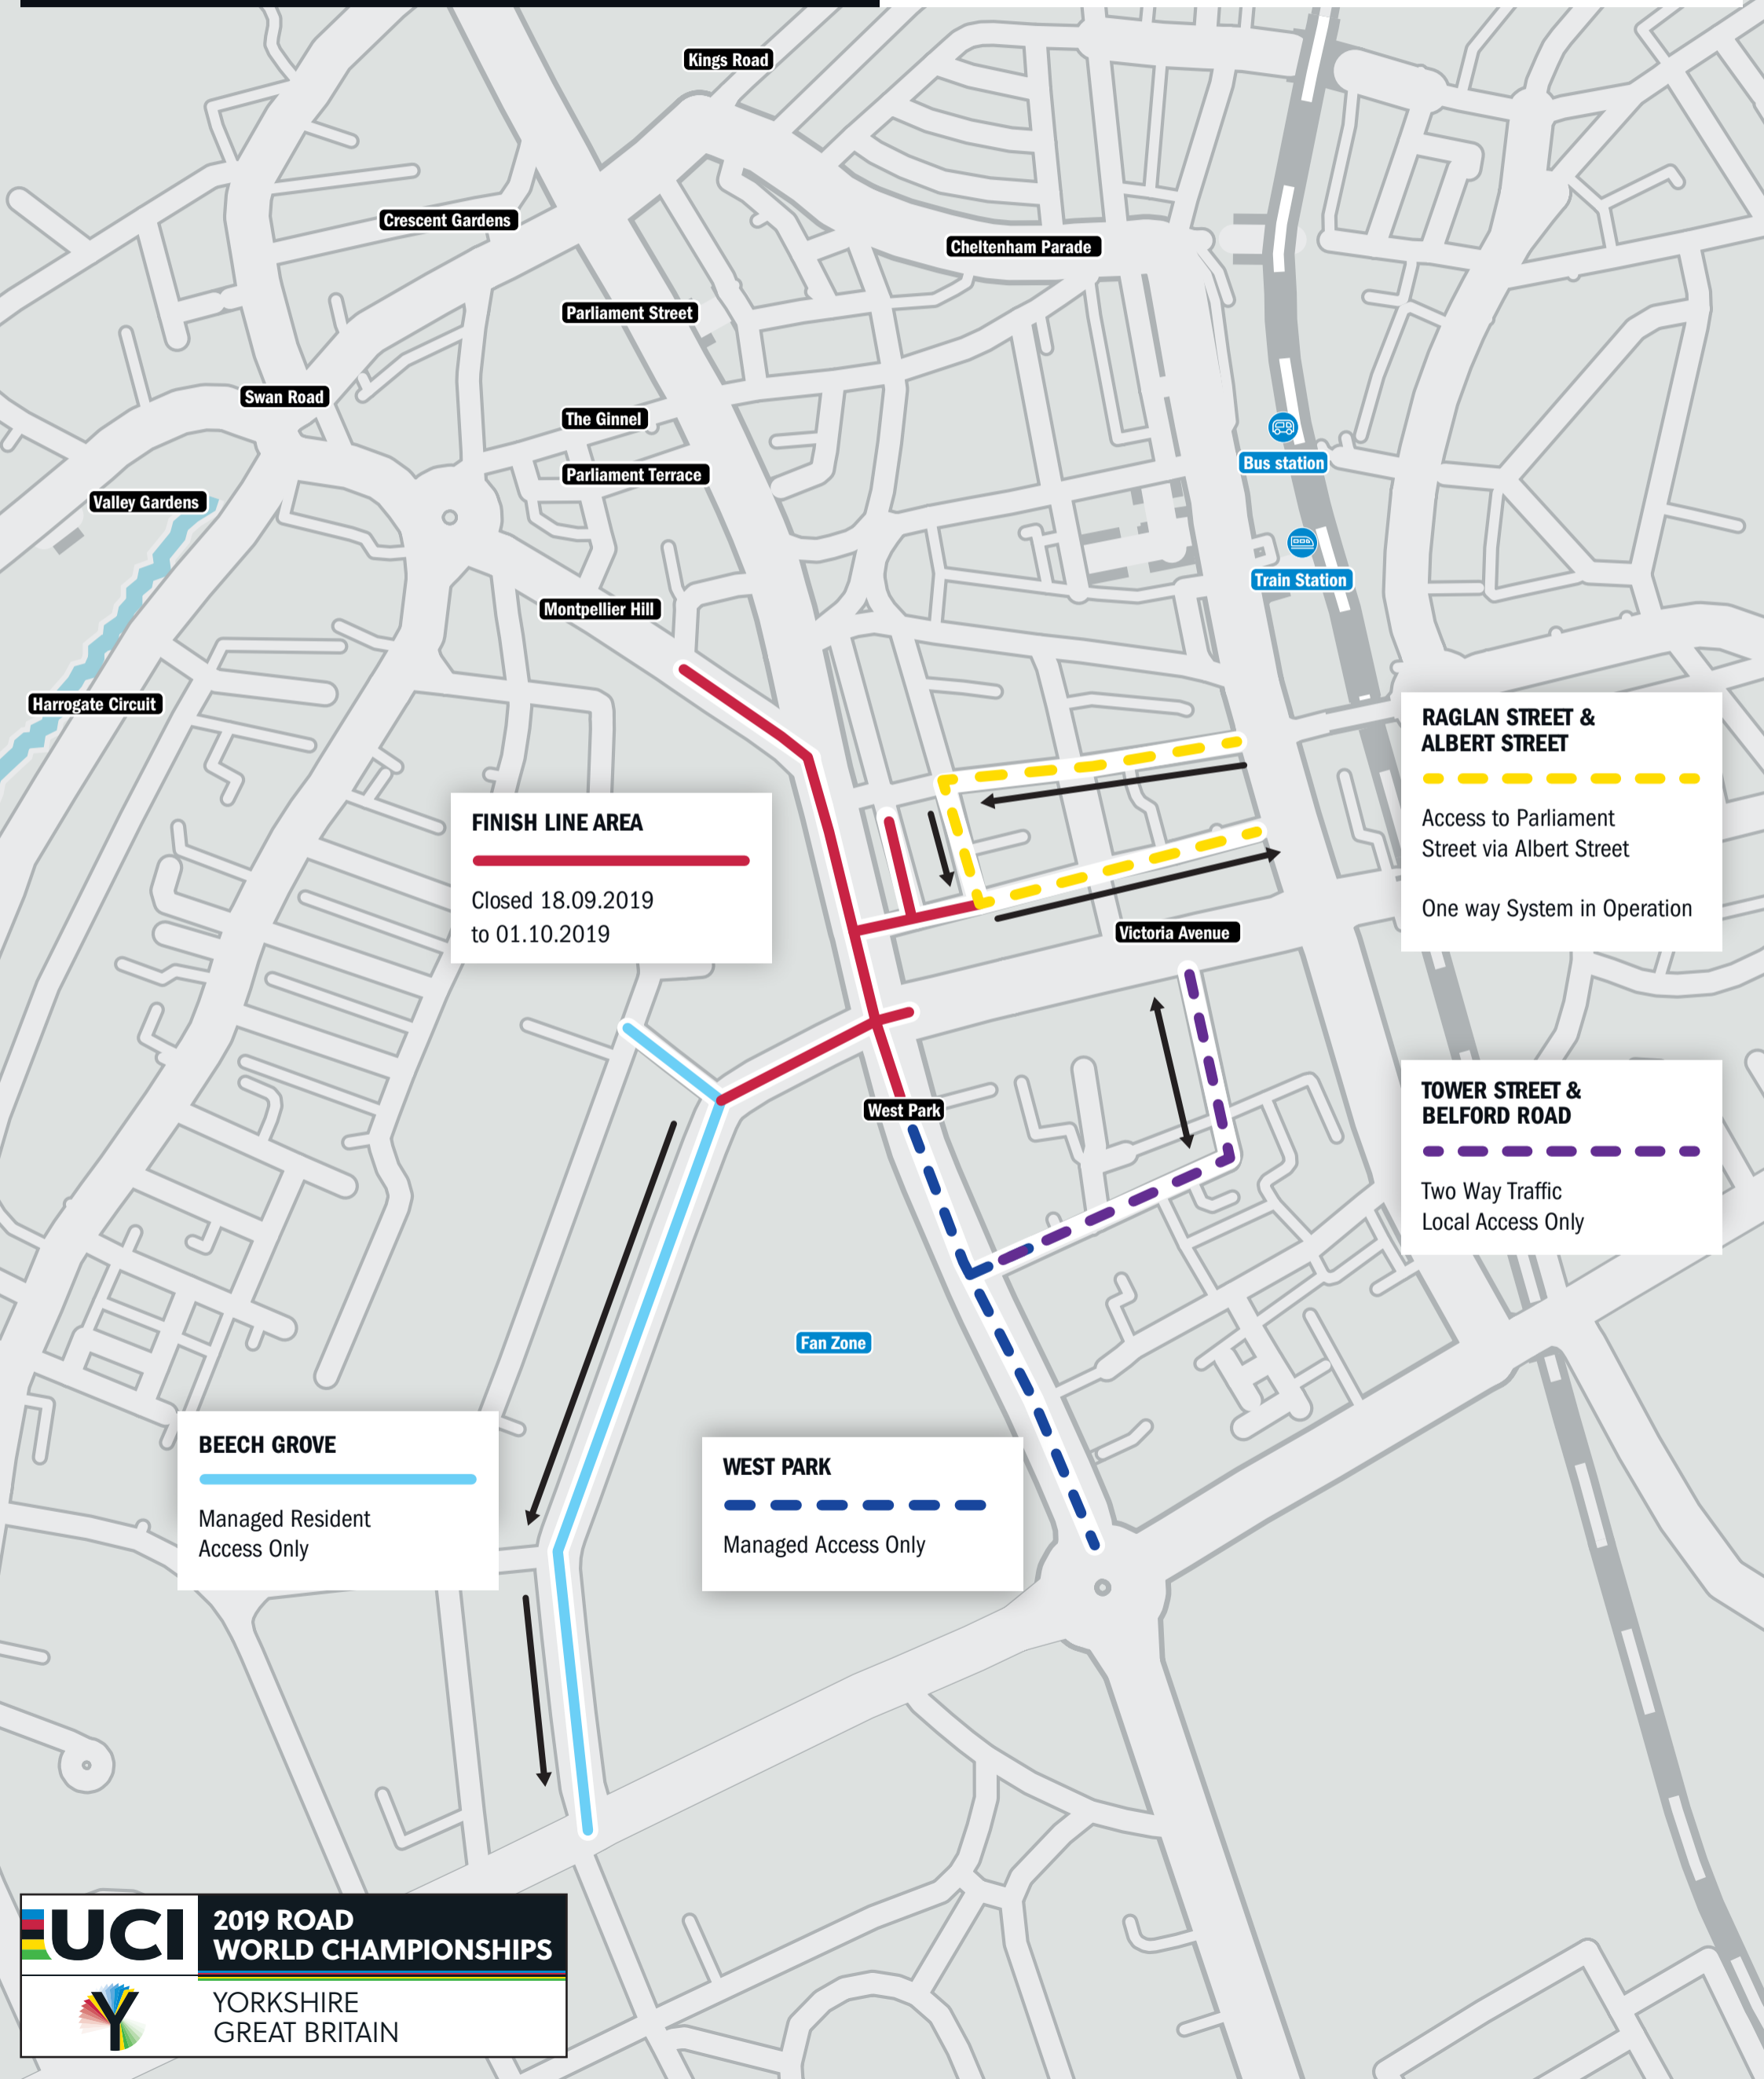 Kings Road
Crescent Gardens
Cheltenham Parade
Parliament Street
Swan Road
The Ginnel
Bus station
Parliament Terrace
Valley Gardens
Train Station
Montpellier Hill
Harrogate Circuit
RAGLAN STREET &
ALBERT STREET
Access to Parliament
Street via Albert Street
One way System in Operation
FINISH LINE AREA
Closed 18.09.2019
to 01.10.2019
Victoria Avenue
West Park
TOWER STREET &
BELFORD ROAD
Two Way Traffic
Local Access Only
Fan Zone
BEECH GROVE
Managed Resident
Access Only
WEST PARK
Managed Access Only
UCI
2019 ROAD
WORLD CHAMPIONSHIPS
Y
YORKSHIRE
GREAT BRITAIN